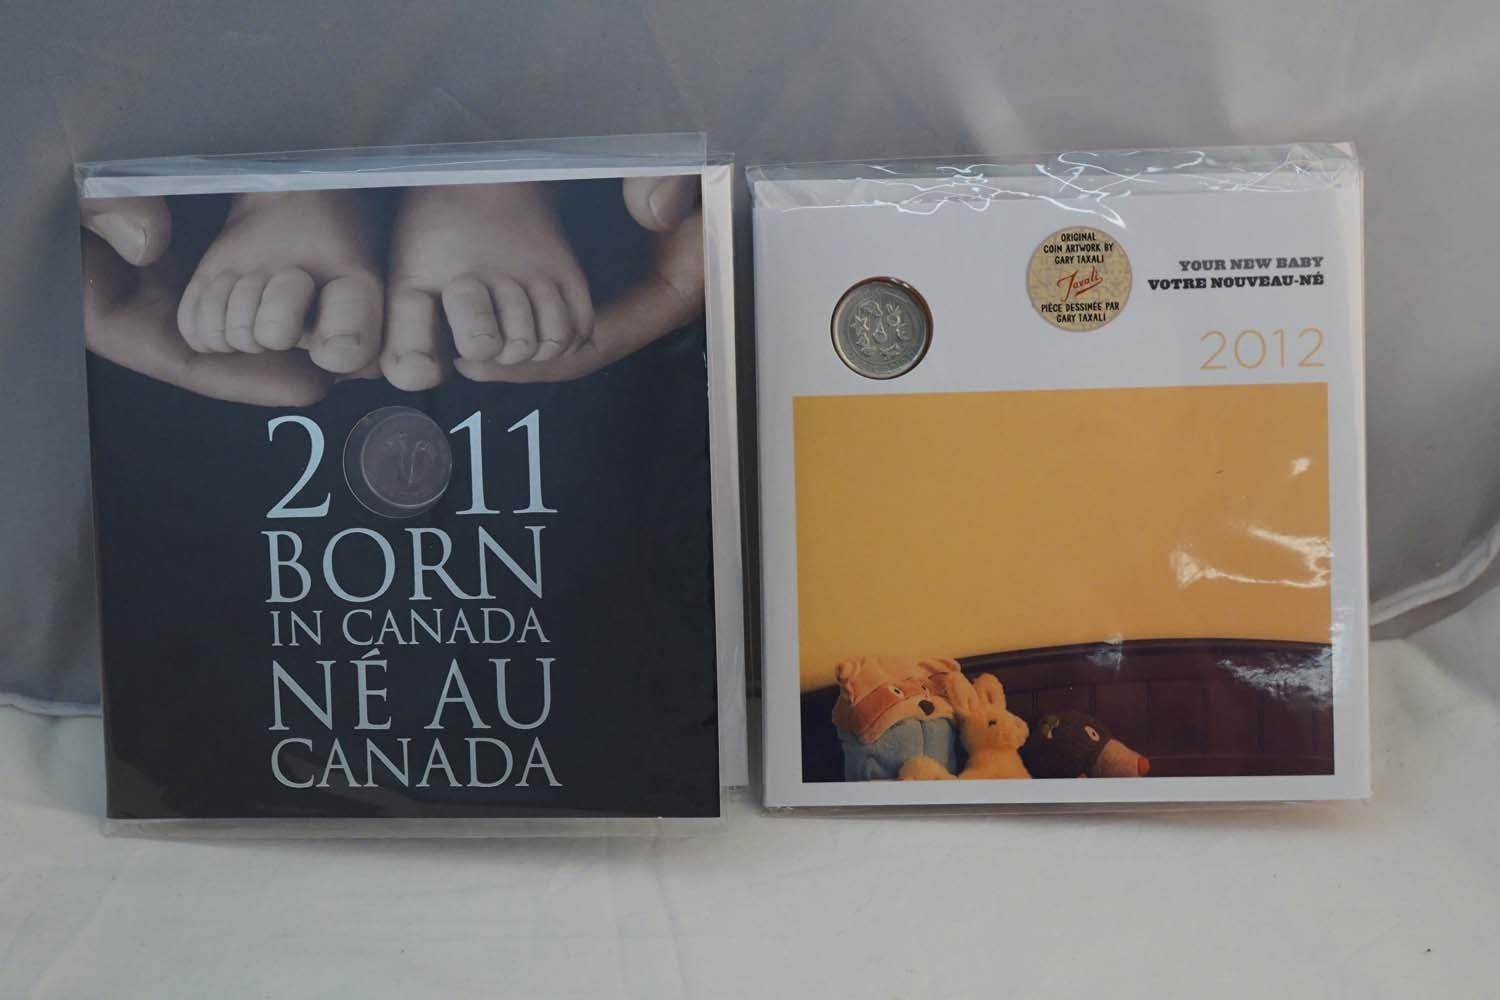 2011
BORN
IN CANADA
NÉ AU
CANADA
ORIGINAL
COIN ARTWORK BY
GARY TAXALI
Taxali
PIÈCE DESSINÉE PAR
GARY TAXALI
YOUR NEW BABY
VOTRE NOUVEAU-NÉ
2012